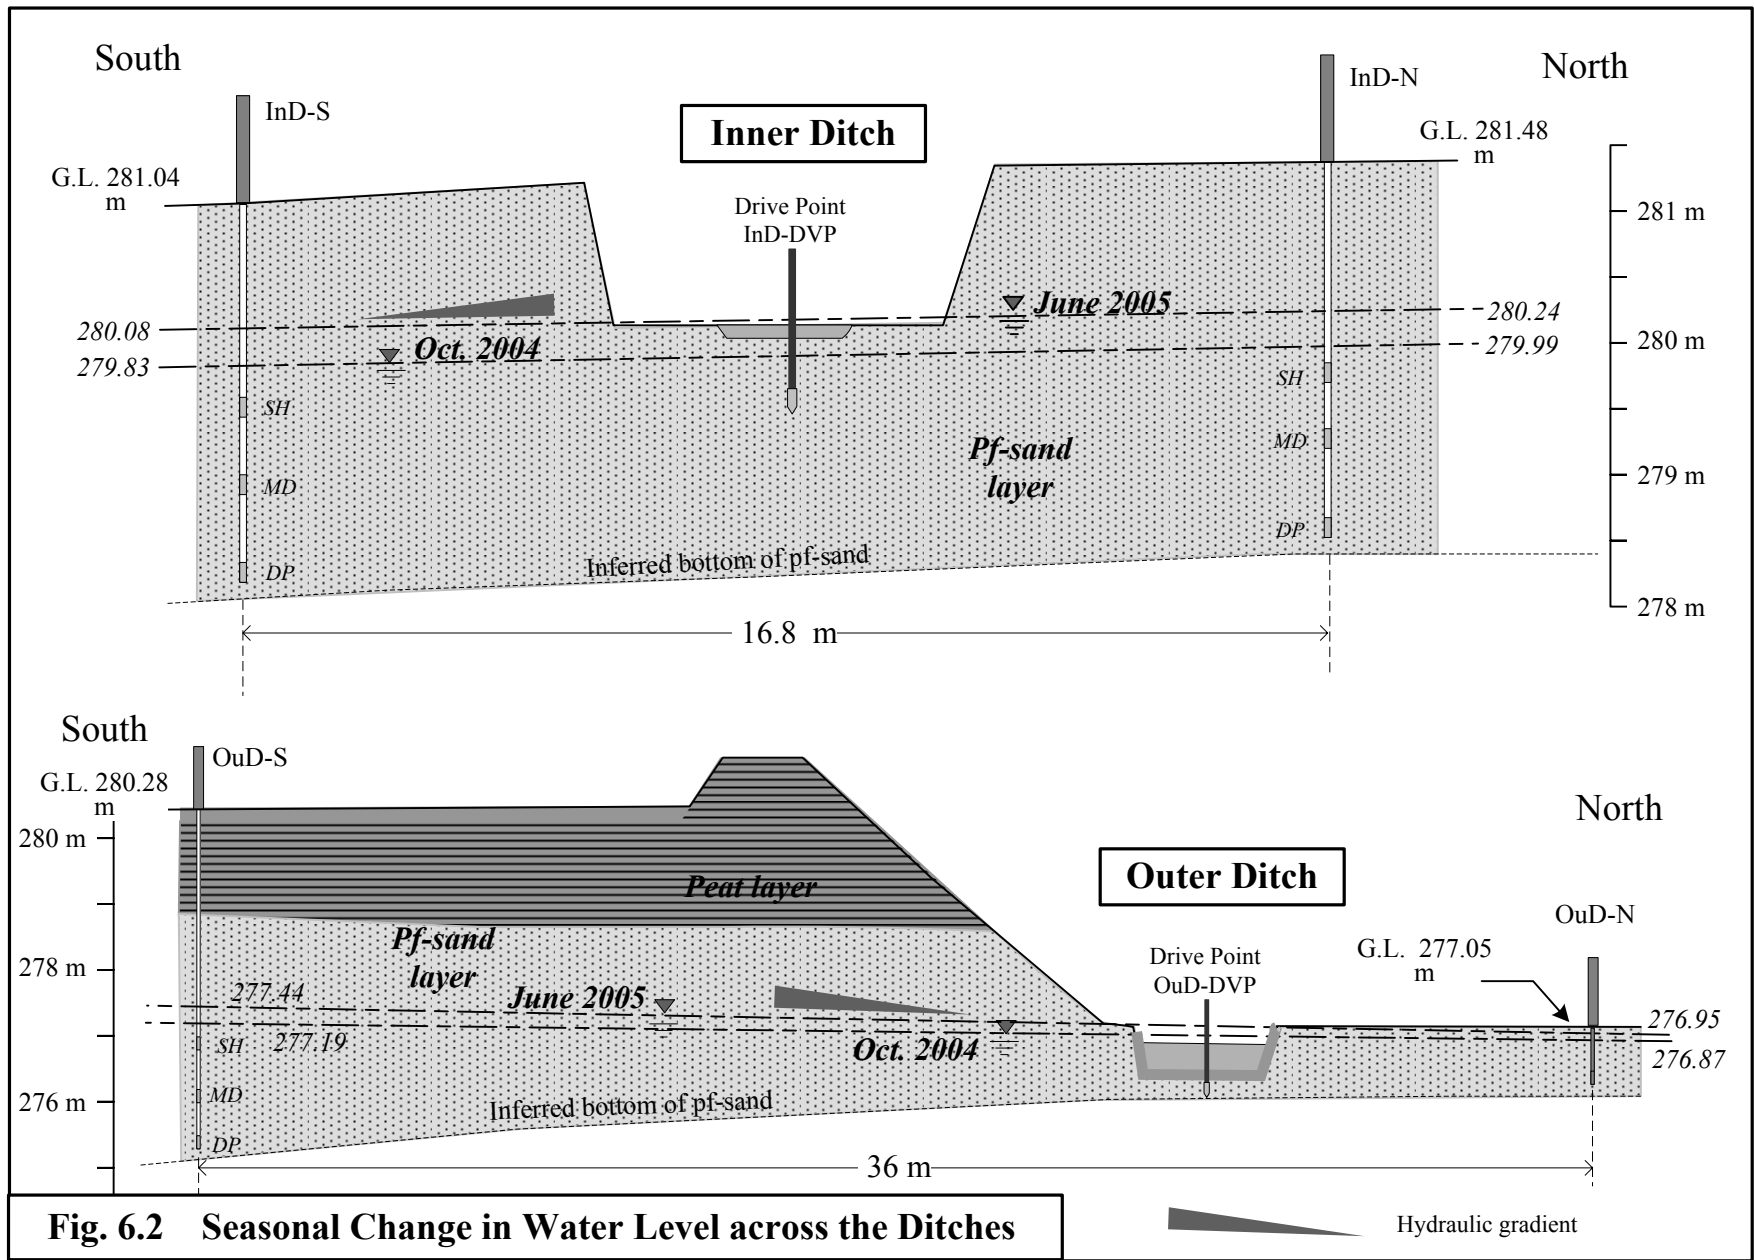 South
North
InD-S
InD-N
Inner Ditch
G.L. 281.04
m
G.L. 281.48
m
Drive Point
InD-DVP
281 m
280 m
279 m
278 m
June 2005
Oct. 2004
280.08
279.83
280.24
279.99
SH
MD
DP
SH
MD
DP
Pf-sand
layer
Inferred bottom of pf-sand
16.8 m
South
North
OuD-S
G.L. 280.28
m
280 m
278 m
276 m
Peat layer
Outer Ditch
OuD-N
Pf-sand
layer
Drive Point
OuD-DVP
G.L. 277.05
m
277.44
June 2005
277.19
Oct. 2004
276.95
276.87
SH
MD
DP
Inferred bottom of pf-sand
36 m
Fig. 6.2 Seasonal Change in Water Level across the Ditches
Hydraulic gradient